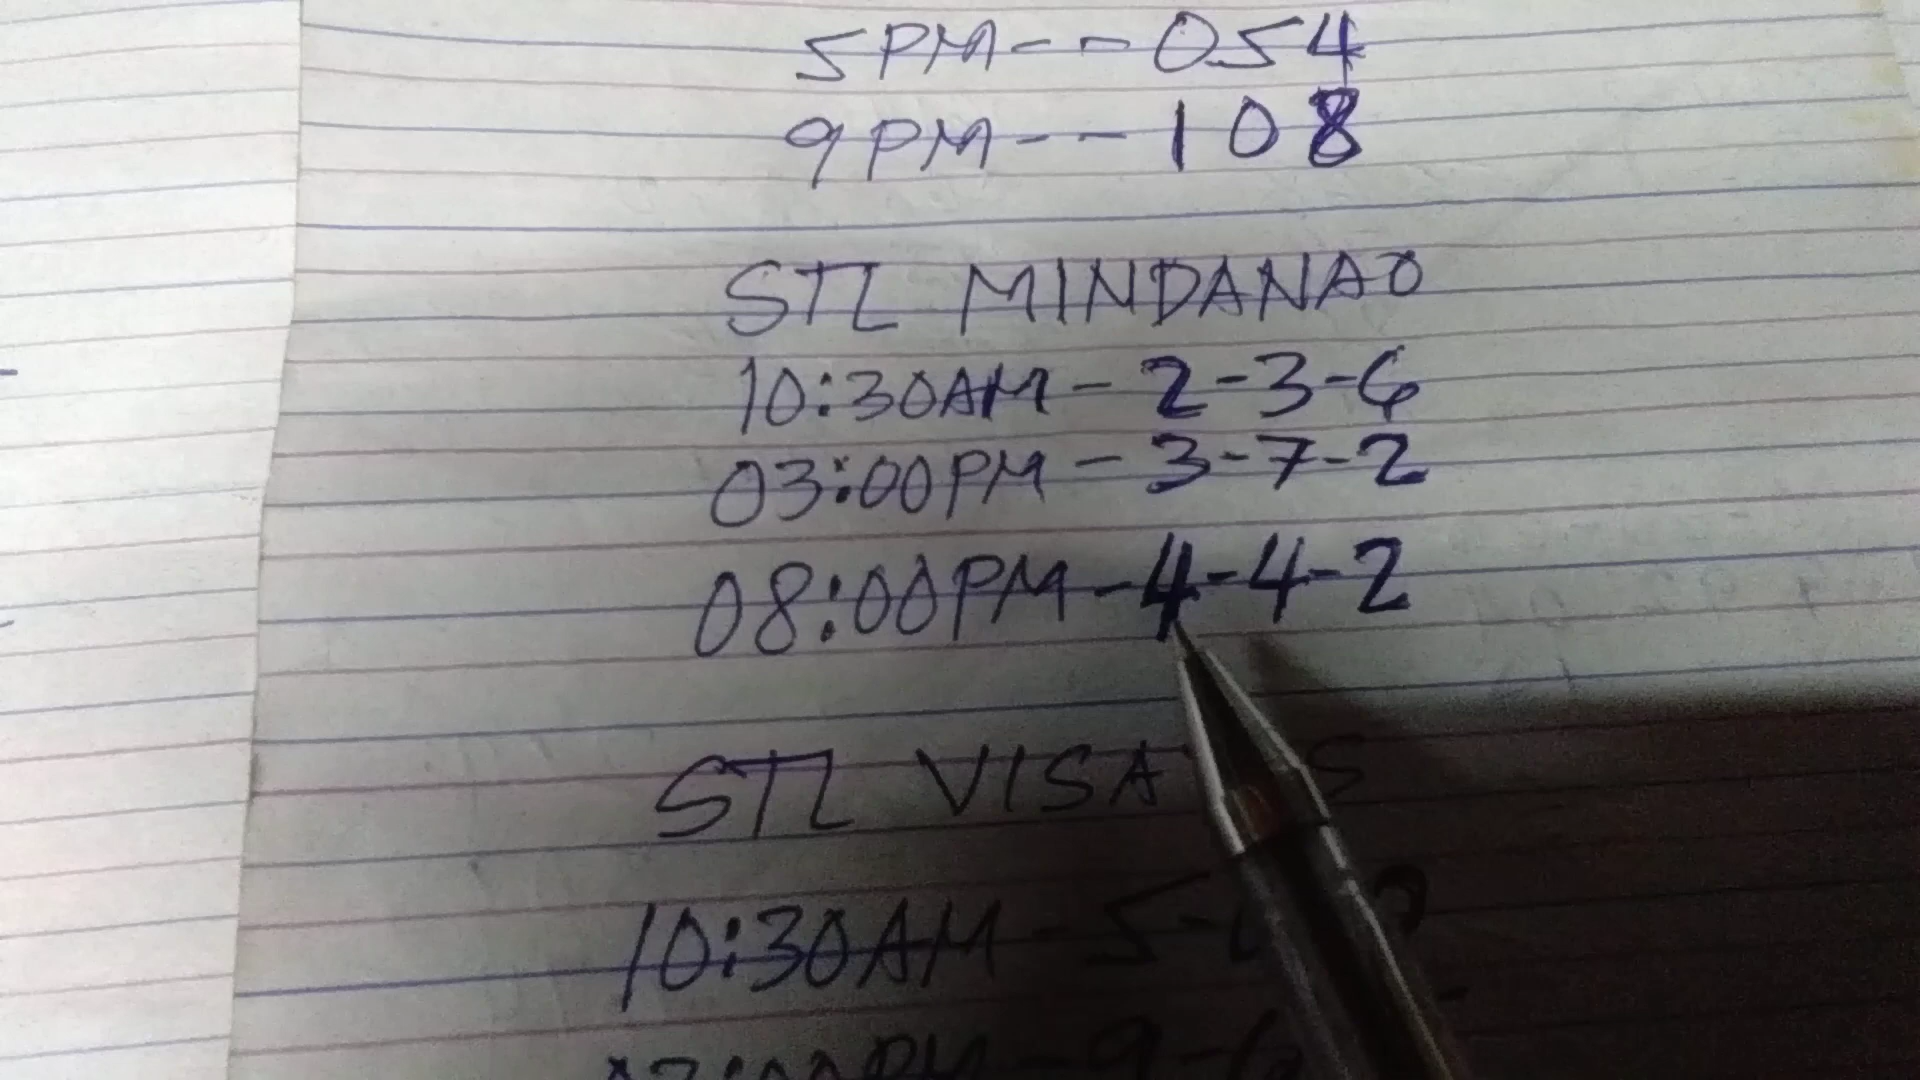 5PM---054
9PM---108
STL MINDANAO
10:30AM-2-3-6
03:00PM-3-7-2
08:00PM-4-4-2
STL
10:30AM-5-